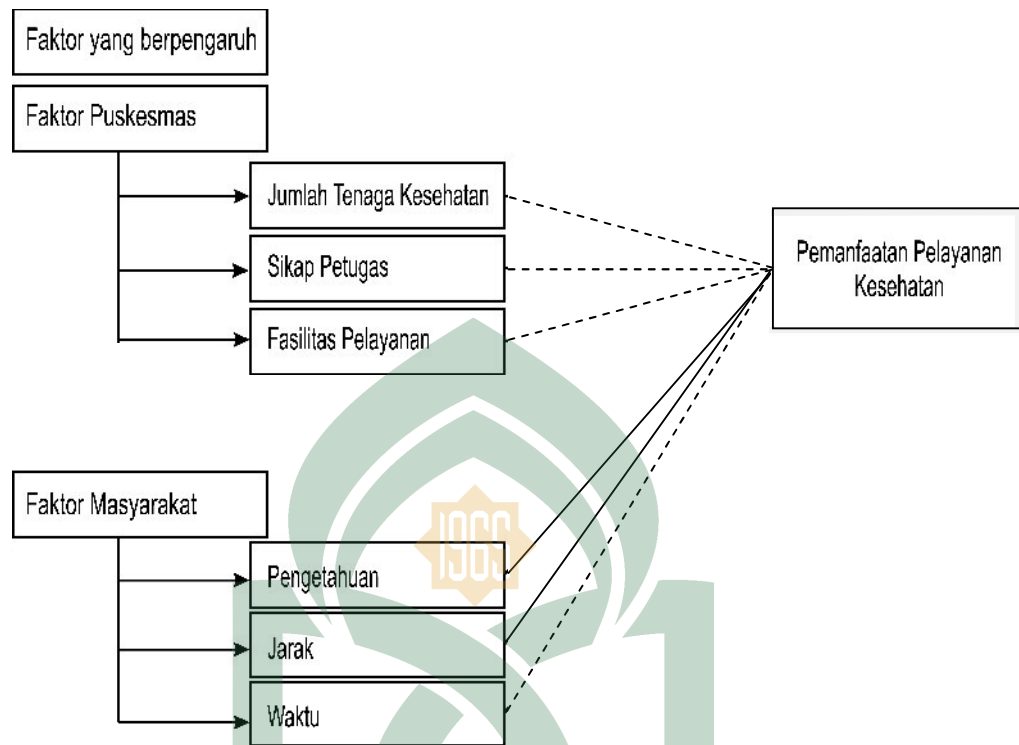 Faktor yang berpengaruh
Faktor Puskesmas
Jumlah Tenaga Kesehatan
Sikap Petugas
Fasilitas Pelayanan
Pemanfaatan Pelayanan
Kesehatan
Faktor Masyarakat
1965
Pengetahuan
Jarak
Waktu